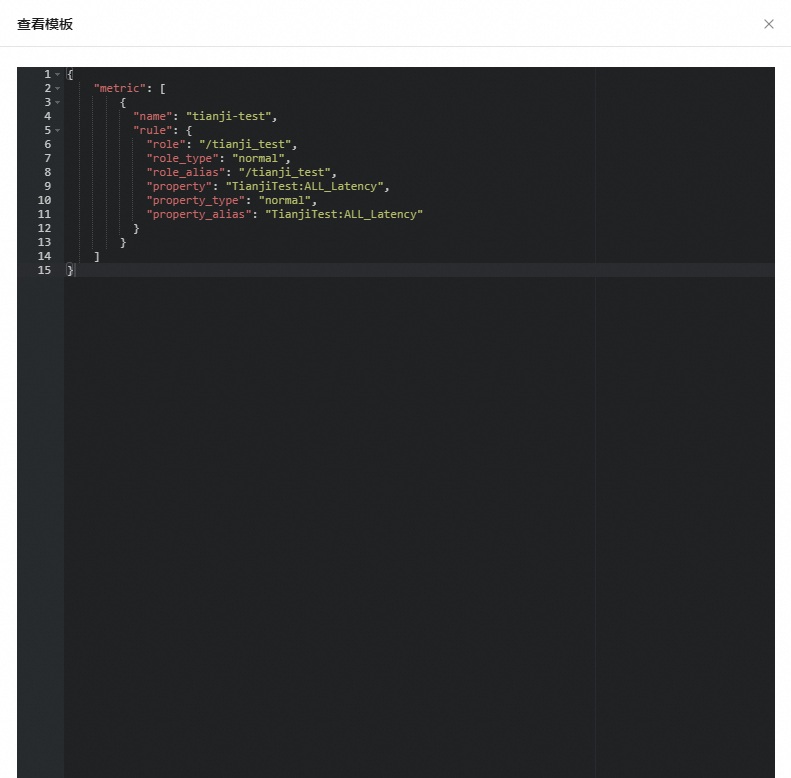 查看模板
1 {
2 "metric": [
3 {
4 "name": "tianji-test",
5 "rule": {
6 "role": "/tianji_test",
7 "role_type": "normal",
8 "role_alias": "/tianji_test",
9 "property": "TianjiTest:ALL_Latency",
10 "property_type": "normal",
11 "property_alias": "TianjiTest:ALL_Latency"
12 }
13 }
14 ]
15 }